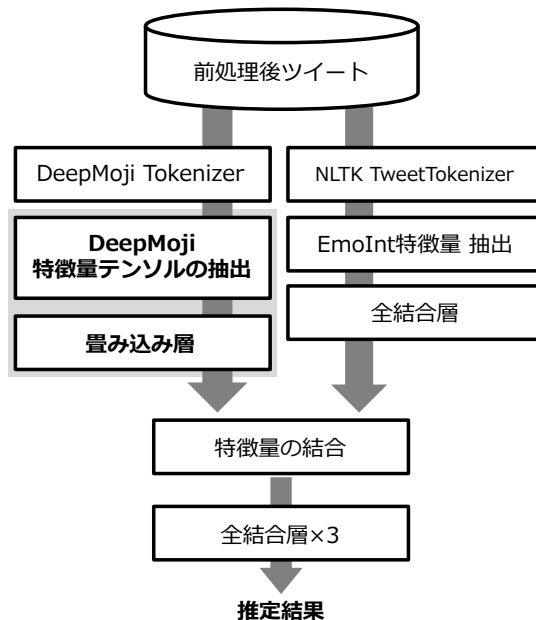 前処理後ツイート
DeepMoji Tokenizer
NLTK TweetTokenizer
DeepMoji
特徴量テンソルの抽出
EmoInt特徴量 抽出
畳み込み層
全結合層
特徴量の結合
全結合層×3
推定結果